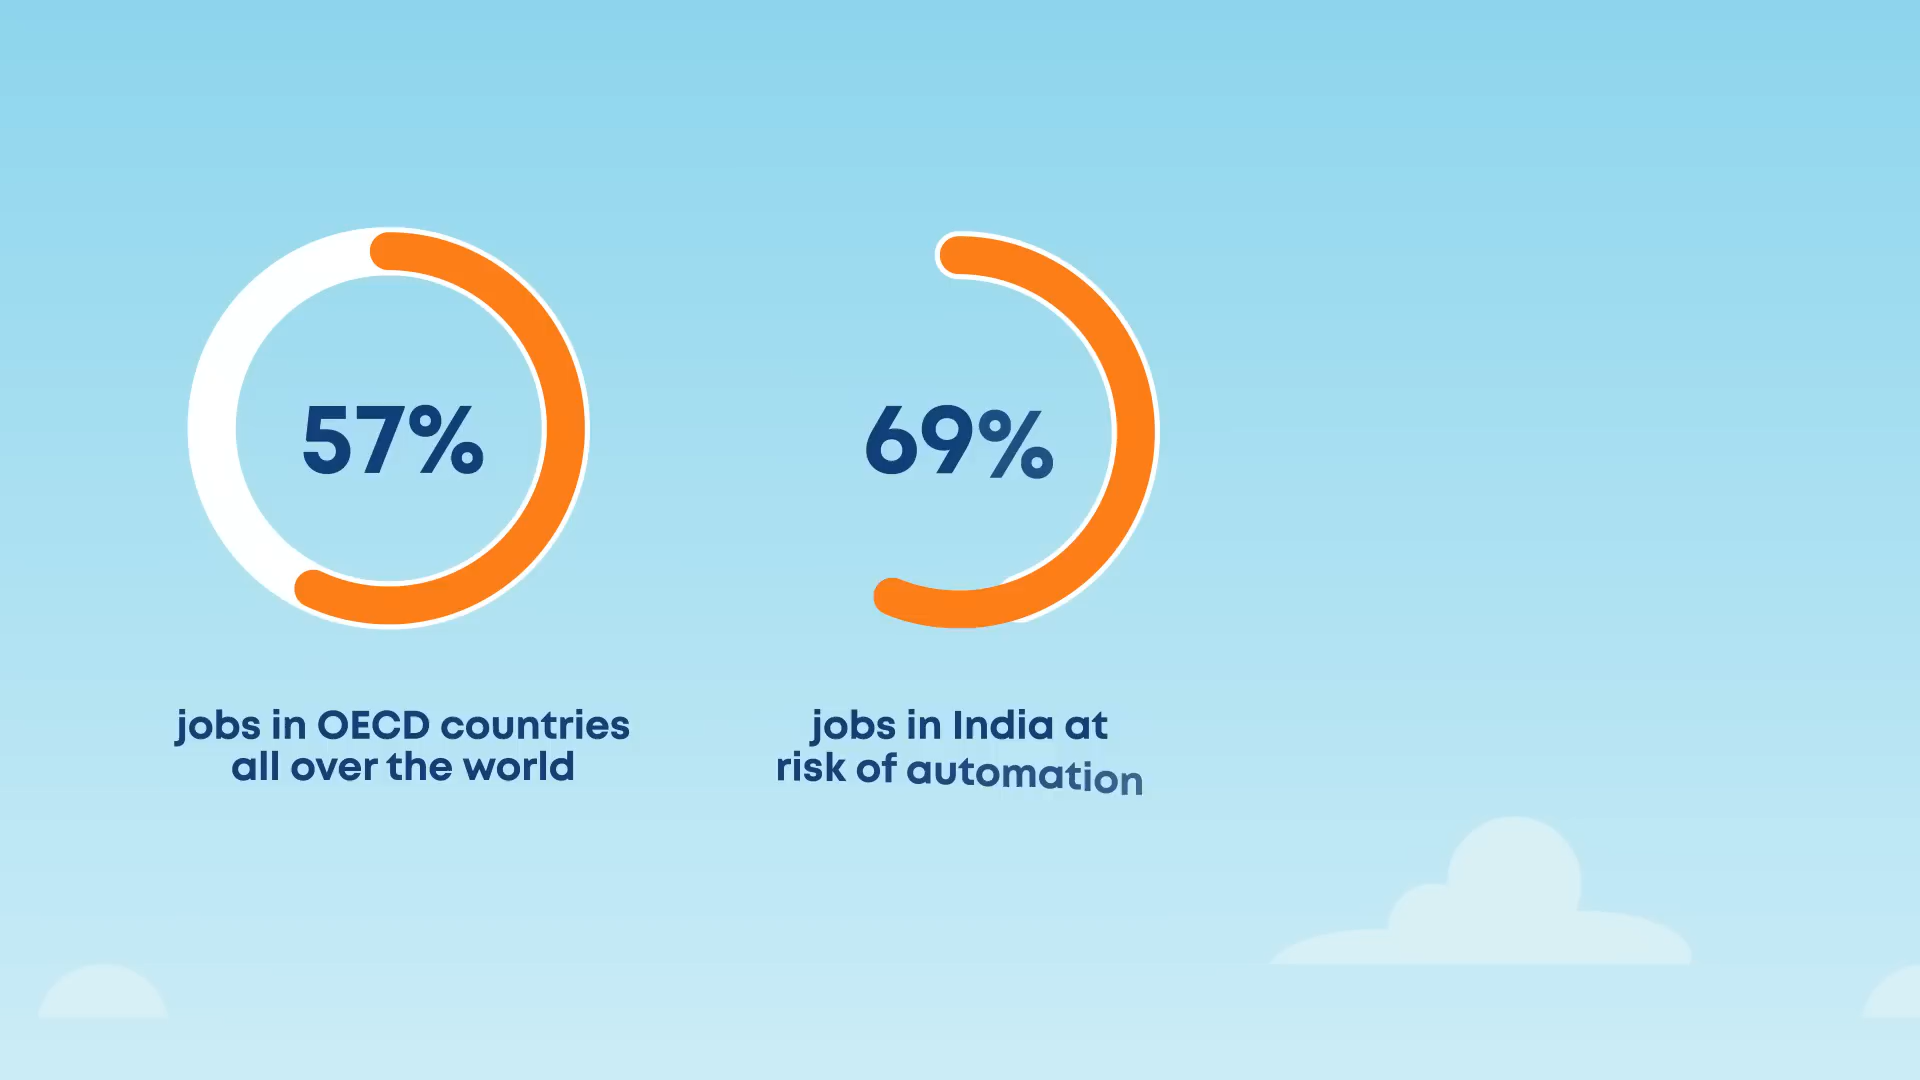 57%
jobs in OECD countries
all over the world
69%
jobs in India at
risk of automation